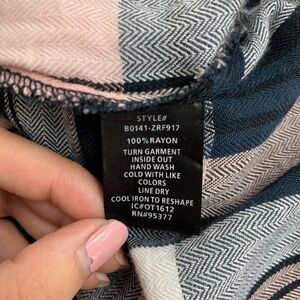 STYLE#
B0141-ZRF917
100% RAYON
TURN GARMENT
INSIDE OUT
HAND WASH
COLD WITH LIKE
COLORS
LINE DRY
COOL IRON TO RESHAPE
IC#OT1612
RN#95377